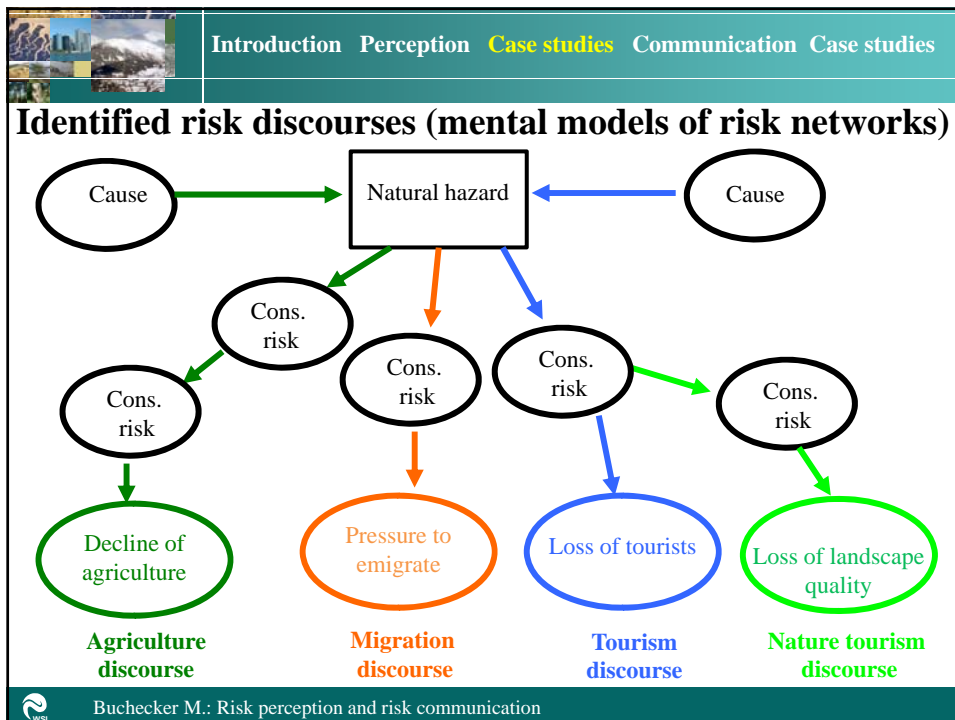 Introduction Perception Case studies Communication Case studies
Identified risk discourses (mental models of risk networks)
Cause
Natural hazard
Cause
Cons.
risk
Cons.
risk
Cons.
risk
Cons.
risk
Cons.
risk
Decline of
agriculture
Pressure to
emigrate
Loss of tourists
Loss of landscape
quality
Agriculture
discourse
Migration
discourse
Tourism
discourse
Nature tourism
discourse
WSL
Buchecker M.: Risk perception and risk communication